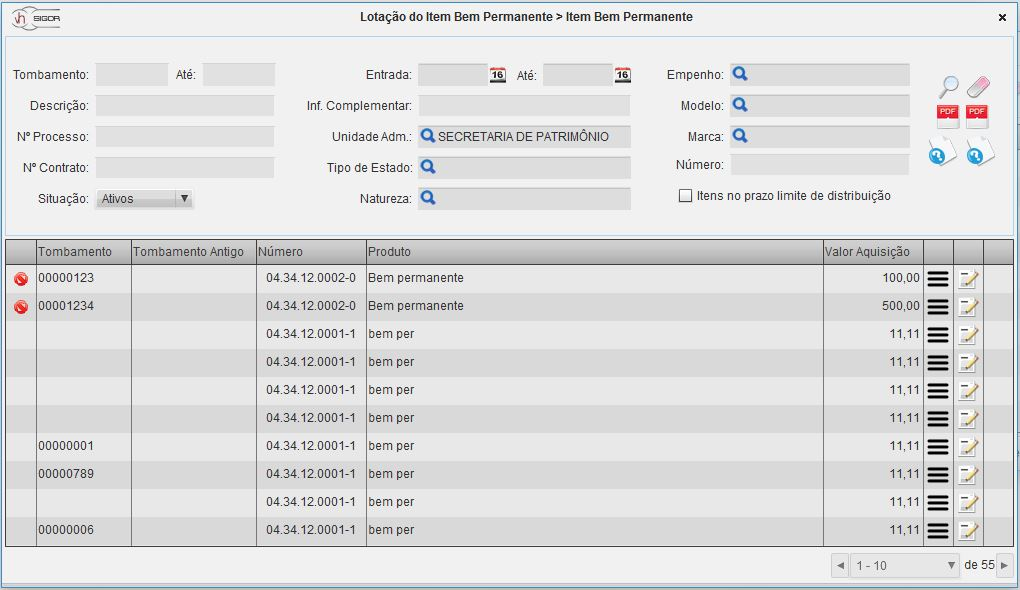 SIGOR
Lotação do Item Bem Permanente > Item Bem Permanente
Tombamento: Até: Entrada: 16 Até: 16 Empenho:
Descrição: Inf. Complementar: Modelo:
Nº Processo: Unidade Adm.: SECRETARIA DE PATRIMÔNIO Marca:
Nº Contrato: Tipo de Estado: Número:
Situação: Ativos Natureza: Itens no prazo limite de distribuição
PDF PDF
Tombamento Tombamento Antigo Número Produto Valor Aquisição
00000123 04.34.12.0002-0 Bem permanente 100,00
00001234 04.34.12.0002-0 Bem permanente 500,00
04.34.12.0001-1 bem per 11,11
04.34.12.0001-1 bem per 11,11
04.34.12.0001-1 bem per 11,11
04.34.12.0001-1 bem per 11,11
00000001 04.34.12.0001-1 bem per 11,11
00000789 04.34.12.0001-1 bem per 11,11
04.34.12.0001-1 bem per 11,11
00000006 04.34.12.0001-1 bem per 11,11
1 - 10 de 55